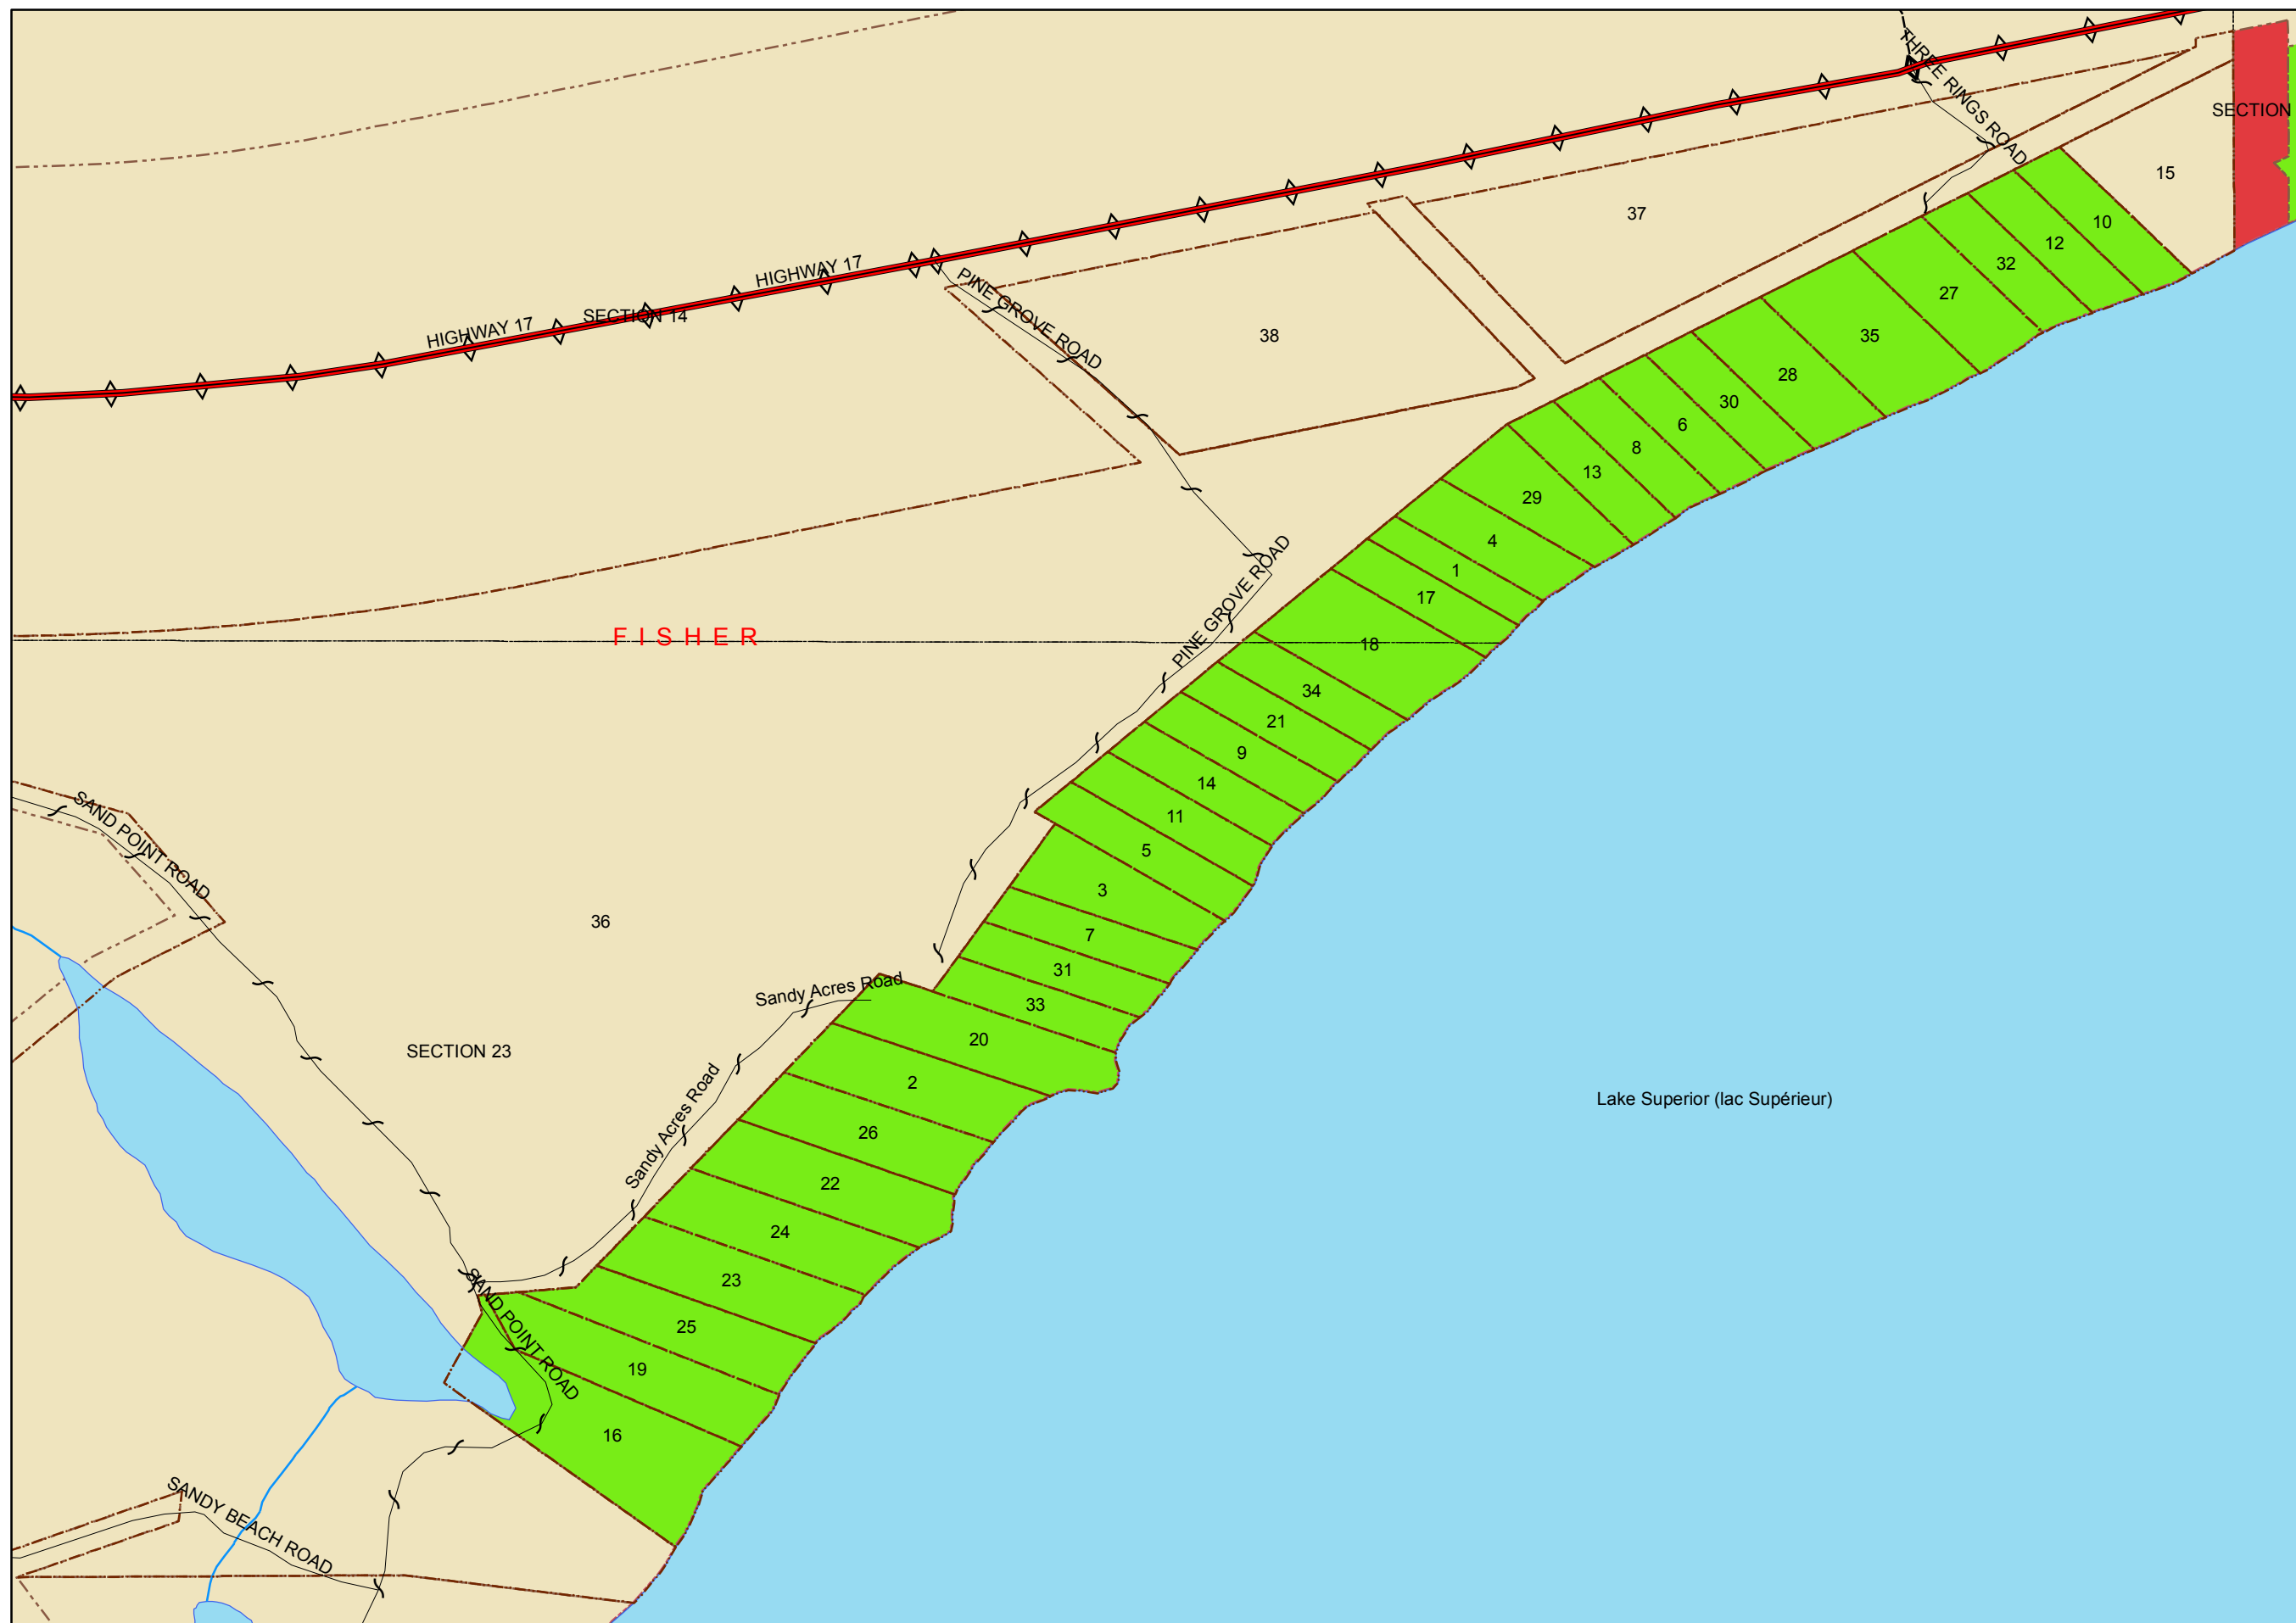 THREE RINGS ROAD
SECTION
15
10
37
12
32
HIGHWAY 17
PINE GROVE ROAD
27
HIGHWAY 17
SECTION 14
38
35
28
30
6
8
13
29
4
1
PINE GROVE ROAD
17
FISHER
18
34
21
9
14
SAND POINT ROAD
11
5
3
36
7
31
Sandy Acres Road
33
20
SECTION 23
2
Lake Superior (lac Supérieur)
Sandy Acres Road
26
22
24
23
SAND POINT ROAD
25
19
16
SANDY BEACH ROAD